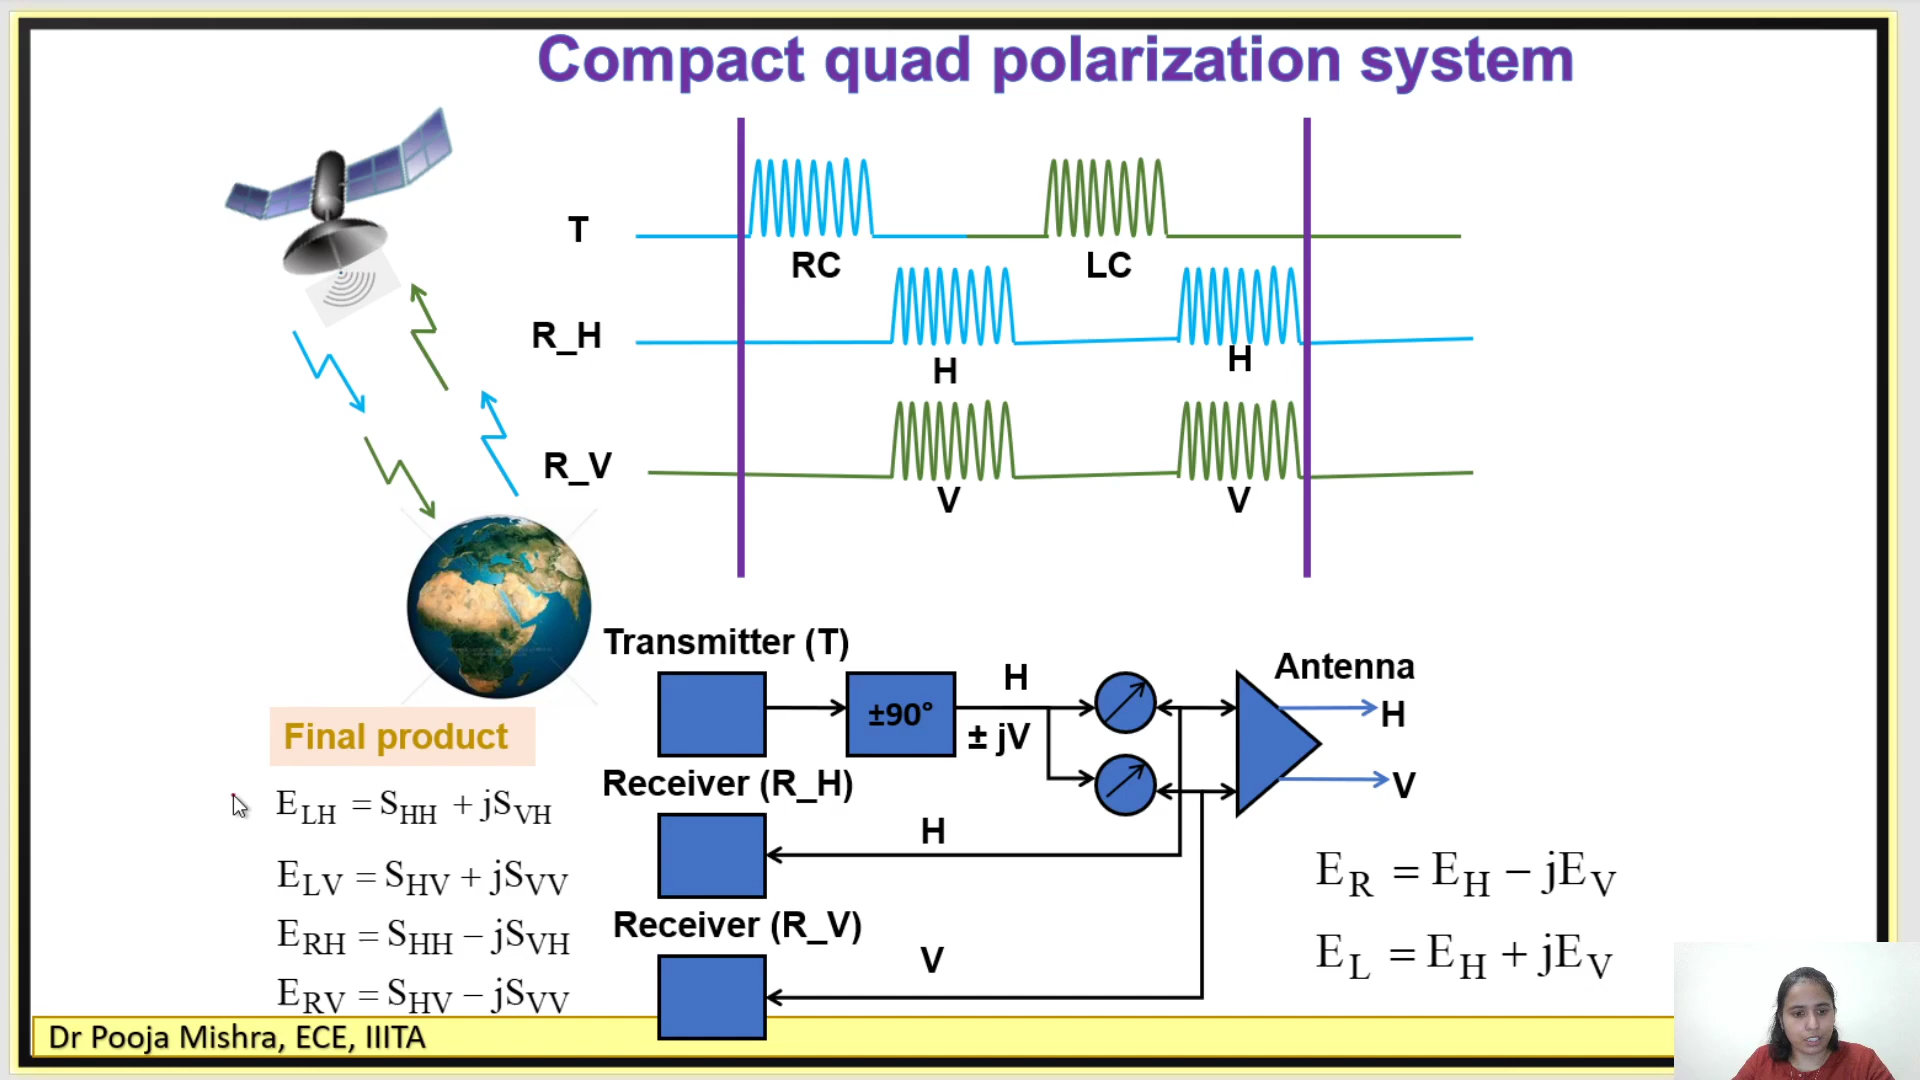 Compact quad polarization system
T
RC
LC
R_H
H
H
R_V
V
V
Transmitter (T)
±90°
H
± jV
Antenna
H
V
Receiver (R_H)
H
Receiver (R_V)
V
Final product
E_LH = S_HH + jS_VH
E_LV = S_HV + jS_VV
E_RH = S_HH − jS_VH
E_RV = S_HV − jS_VV
E_R = E_H − jE_V
E_L = E_H + jE_V
Dr Pooja Mishra, ECE, IIITA